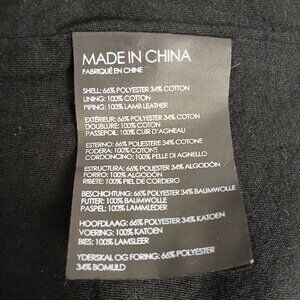 MADE IN CHINA
FABRIQUÉ EN CHINE
SHELL: 66% POLYESTER 34% COTTON
LINING: 100% COTTON
PIPING: 100% LAMB LEATHER
EXTÉRIEUR: 66% POLYESTER 34% COTON
DOUBLURE: 100% COTON
PASSEPOIL: 100% CUIR D'AGNEAU
ESTERNO: 66% POLIESTERE 34% COTONE
FODERA: 100% COTONE
CORDONCINO: 100% PELLE DI AGNELLO
ESTRUCTURA: 66% POLIÉSTER 34% ALGODÓN
FORRO: 100% ALGODÓN
RIBETE: 100% PIEL DE CORDERO
BESCHICHTUNG: 66% POLYESTER 34% BAUMWOLLE
FUTTER: 100% BAUMWOLLE
PASPEL: 100% LAMMLEDER
HOOFDLAAG: 66% POLYESTER 34% KATOEN
VOERING: 100% KATOEN
BIES: 100% LAMSLEER
YDERSKAL OG FORING: 66% POLYESTER
34% BOMULD